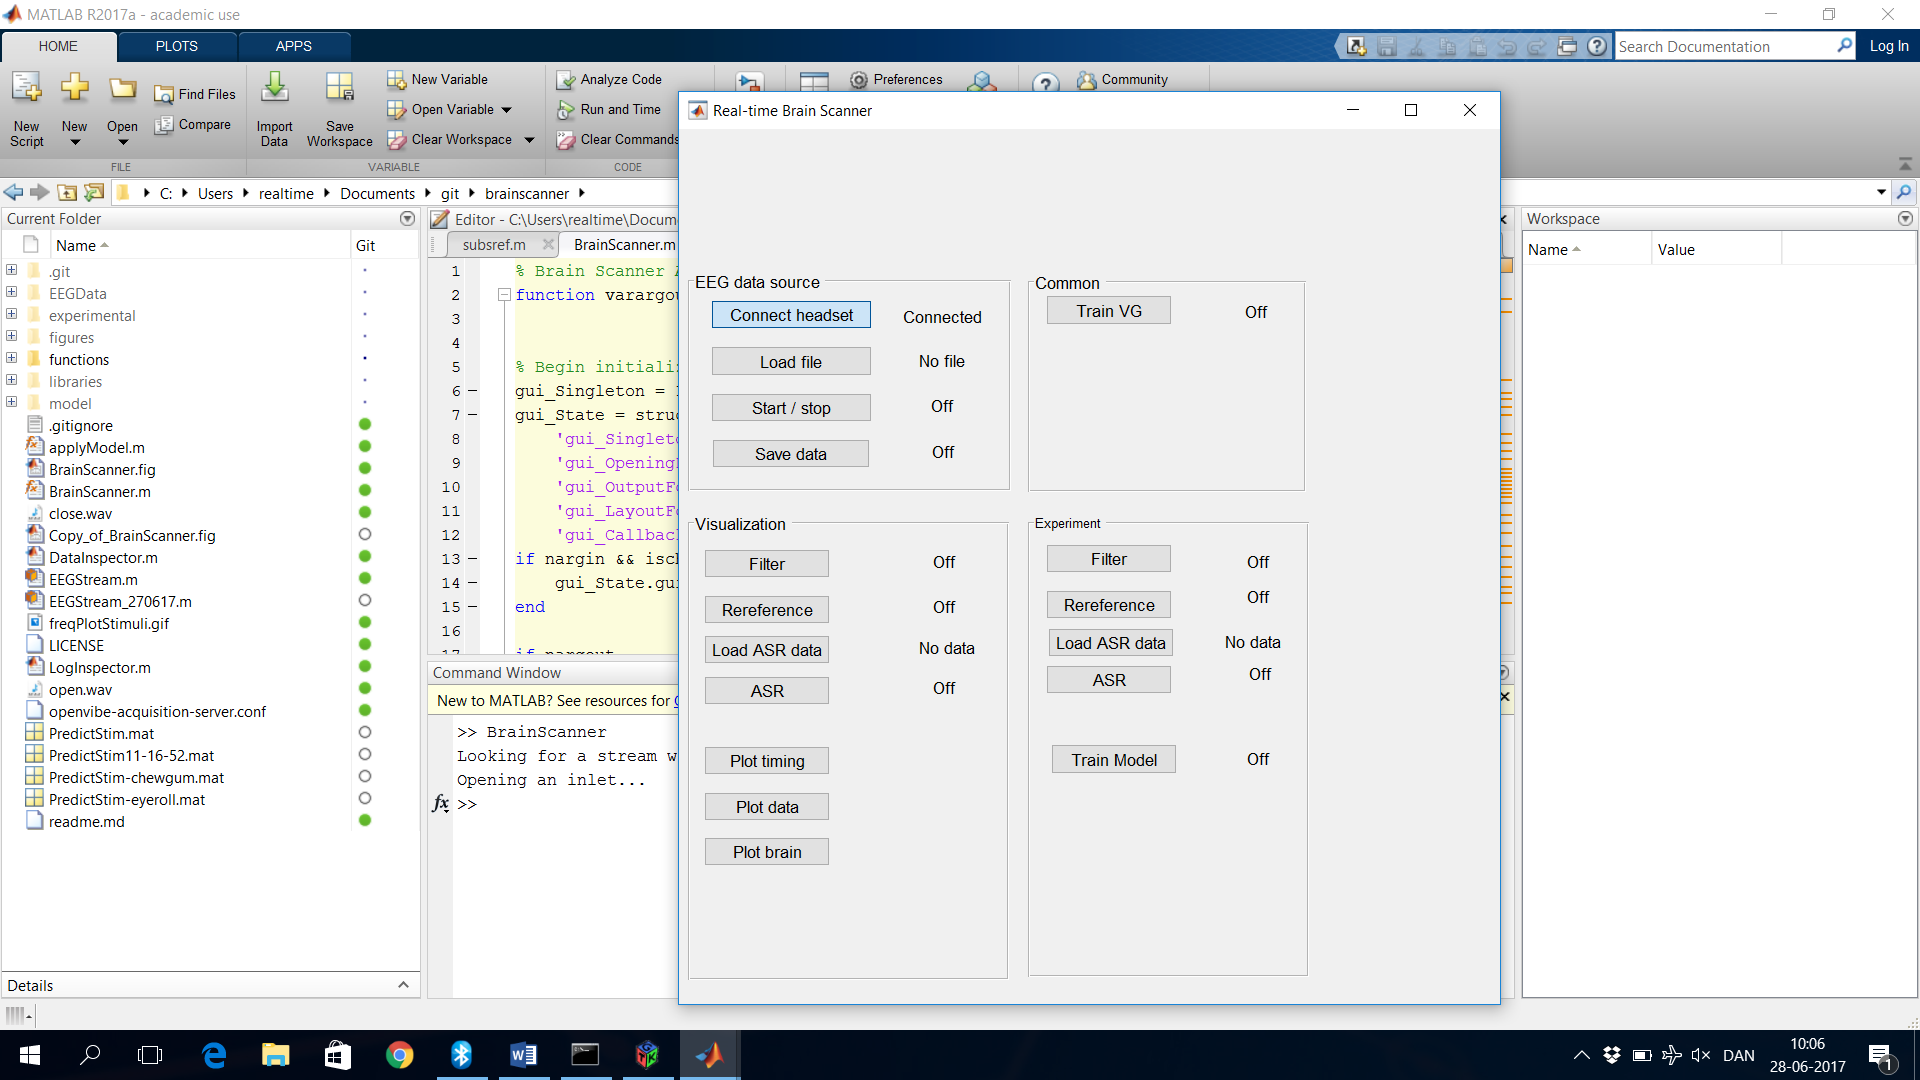 MATLAB R2017a - academic use
HOME
PLOTS
APPS
Search Documentation
Log In
New Script
New
Open
Find Files
Compare
Import Data
Save Workspace
New Variable
Open Variable
Clear Workspace
Analyze Code
Run and Time
Clear Commands
Preferences
Community
FILE
VARIABLE
CODE
C: Users realtime Documents git brainscanner
Current Folder
Name
Git
.git
EEGData
experimental
figures
functions
libraries
model
.gitignore
applyModel.m
BrainScanner.fig
BrainScanner.m
close.wav
Copy_of_BrainScanner.fig
DataInspector.m
EEGStream.m
EEGStream_270617.m
freqPlotStimuli.gif
LICENSE
LogInspector.m
open.wav
openvibe-acquisition-server.conf
PredictStim.mat
PredictStim11-16-52.mat
PredictStim-chewgum.mat
PredictStim-eyeroll.mat
readme.md
Details
Editor - C:\Users\realtime\Docum
subsref.m
BrainScanner.m
1 % Brain Scanner
2 function varargou
3
4
5 % Begin initiali
6 gui_Singleton =
7 gui_State = struc
8 'gui_Singleto
9 'gui_Opening
10 'gui_OutputF
11 'gui_LayoutF
12 'gui_Callbac
13 if nargin && isc
14 gui_State.gui
15 end
16
17 if nargout
Command Window
New to MATLAB? See resources for
>> BrainScanner
Looking for a stream w
Opening an inlet...
fx >>
Real-time Brain Scanner
EEG data source
Connect headset Connected
Load file No file
Start / stop Off
Save data Off
Common
Train VG Off
Visualization
Filter Off
Rereference Off
Load ASR data No data
ASR Off
Plot timing
Plot data
Plot brain
Experiment
Filter Off
Rereference Off
Load ASR data No data
ASR Off
Train Model Off
Workspace
Name
Value
DAN
10:06
28-06-2017
1